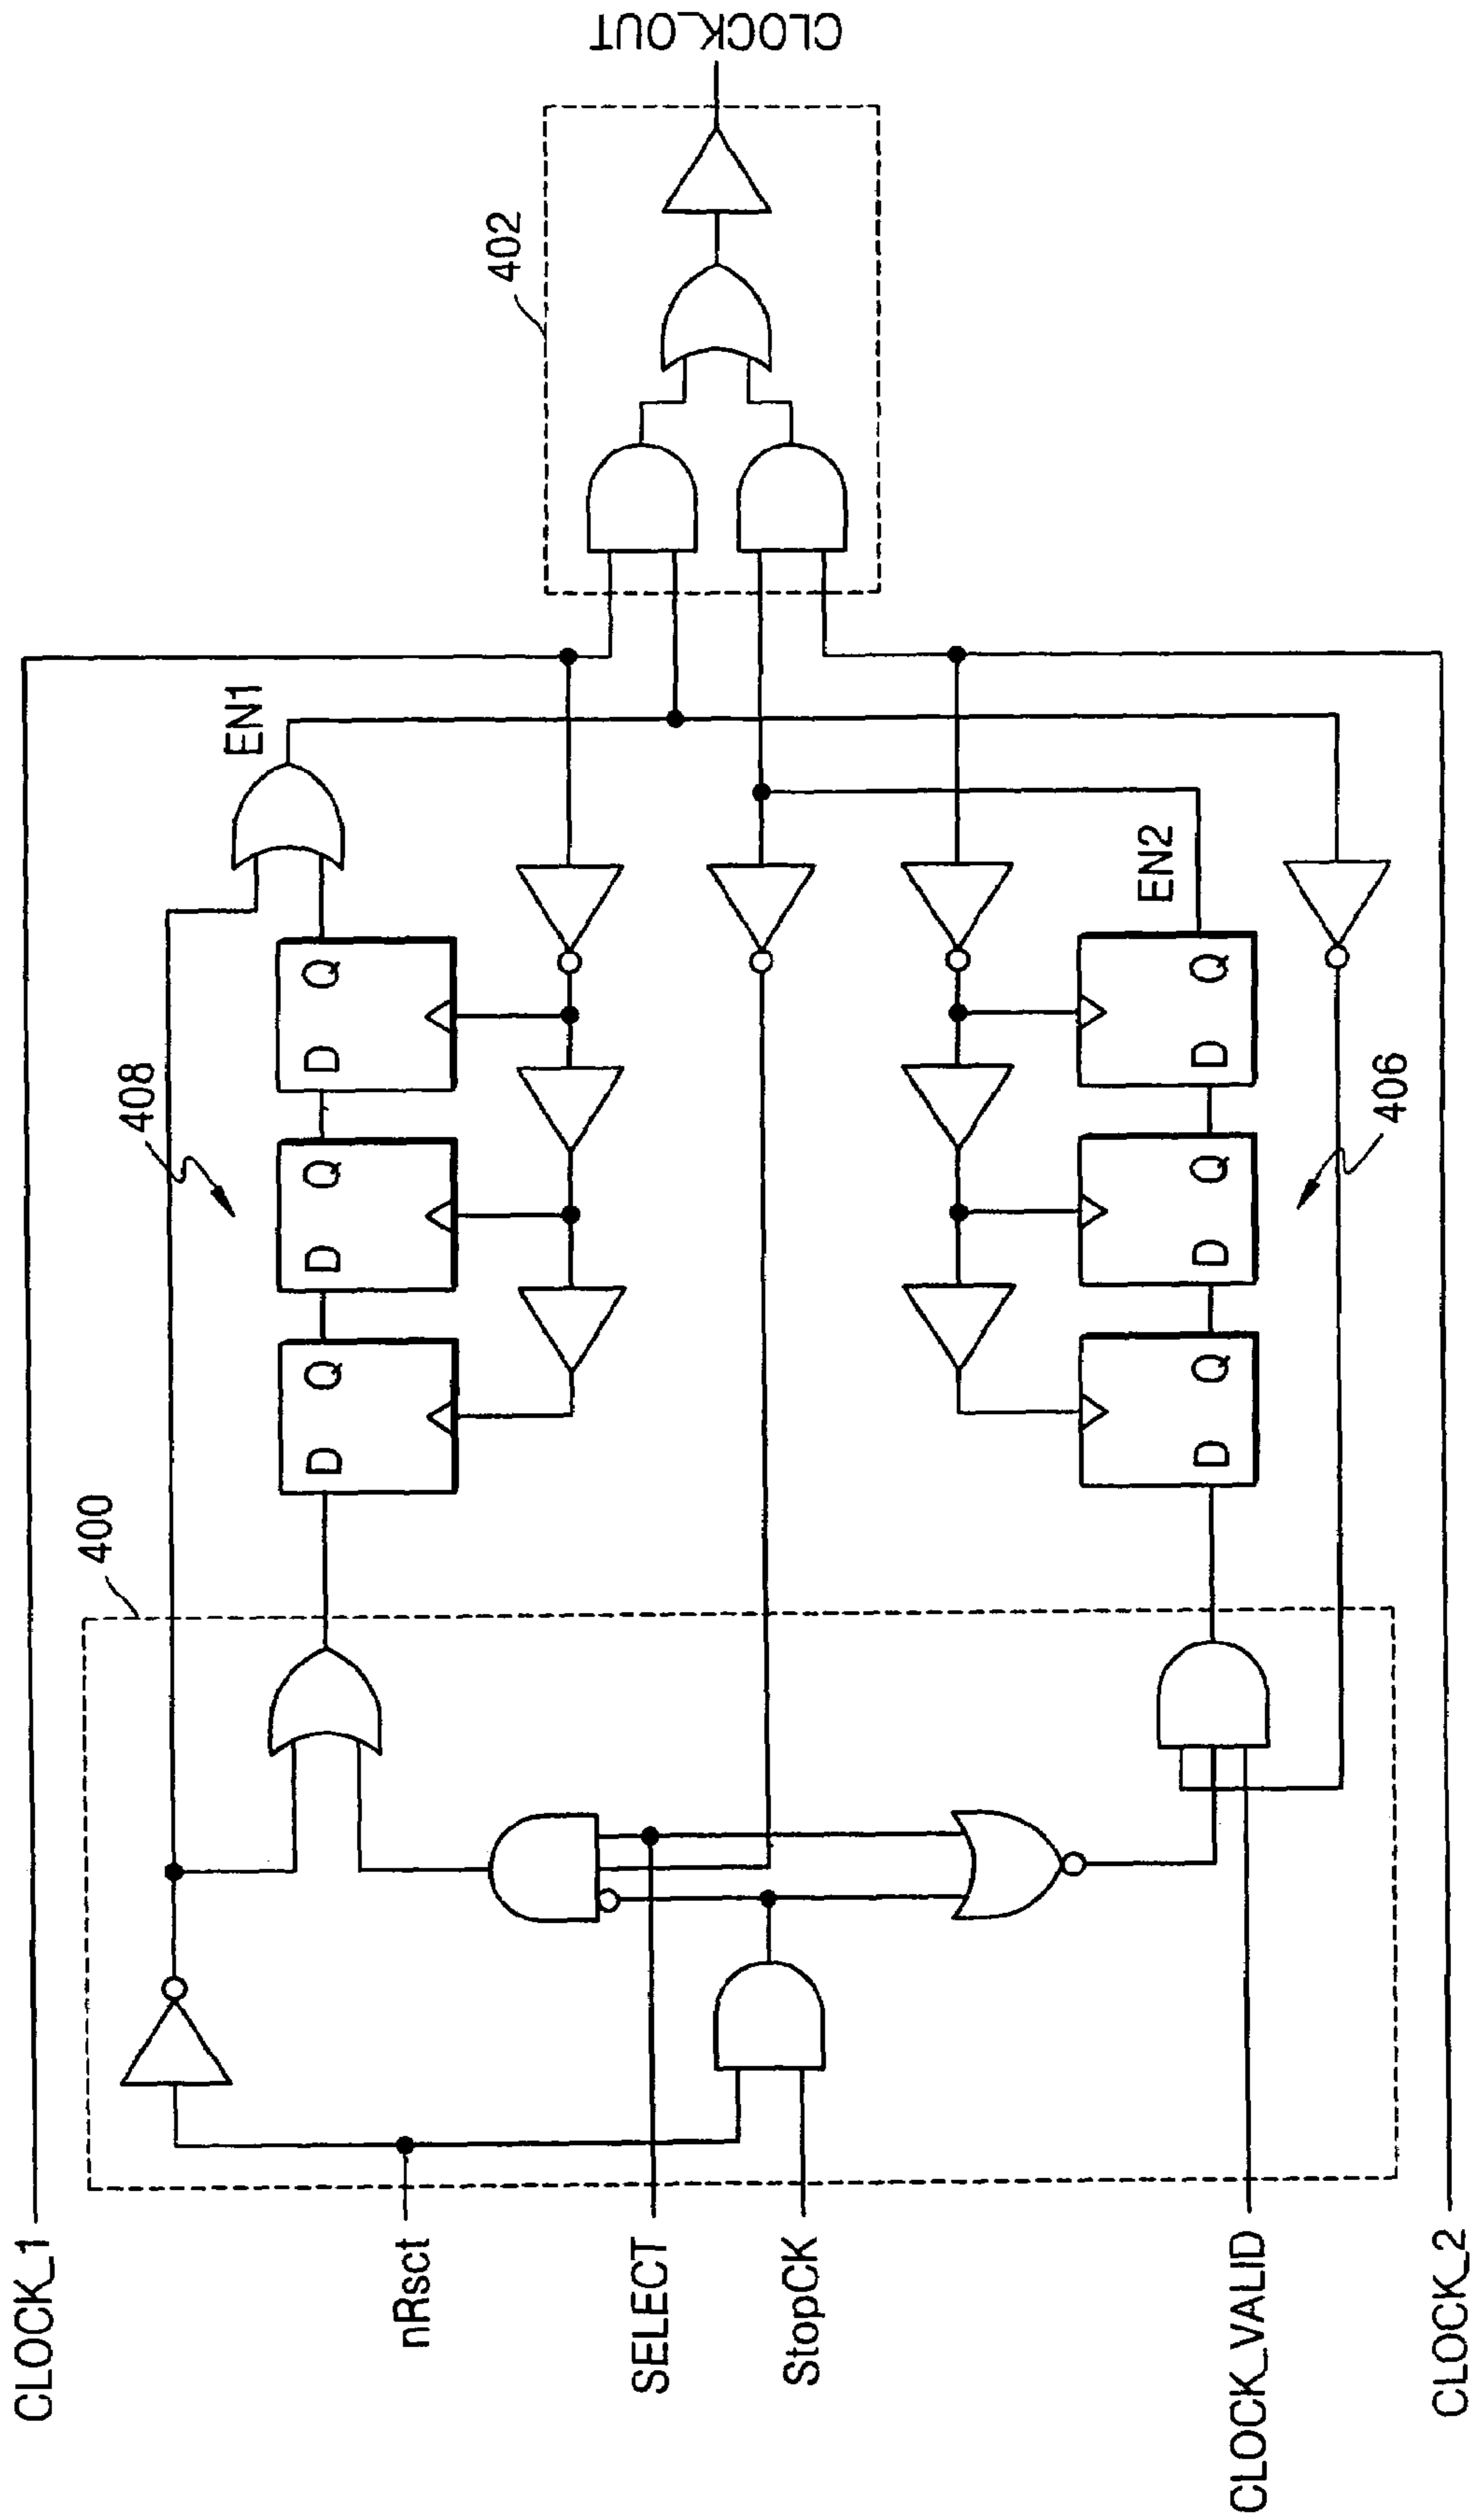 CLOCK_1
nRsct
SELECT
StopCK
CLOCK_VALID
CLOCK_2
400
408
D Q
D Q
D Q
EN1
D Q
D Q
D Q
EN2
406
402
CLOCK_OUT